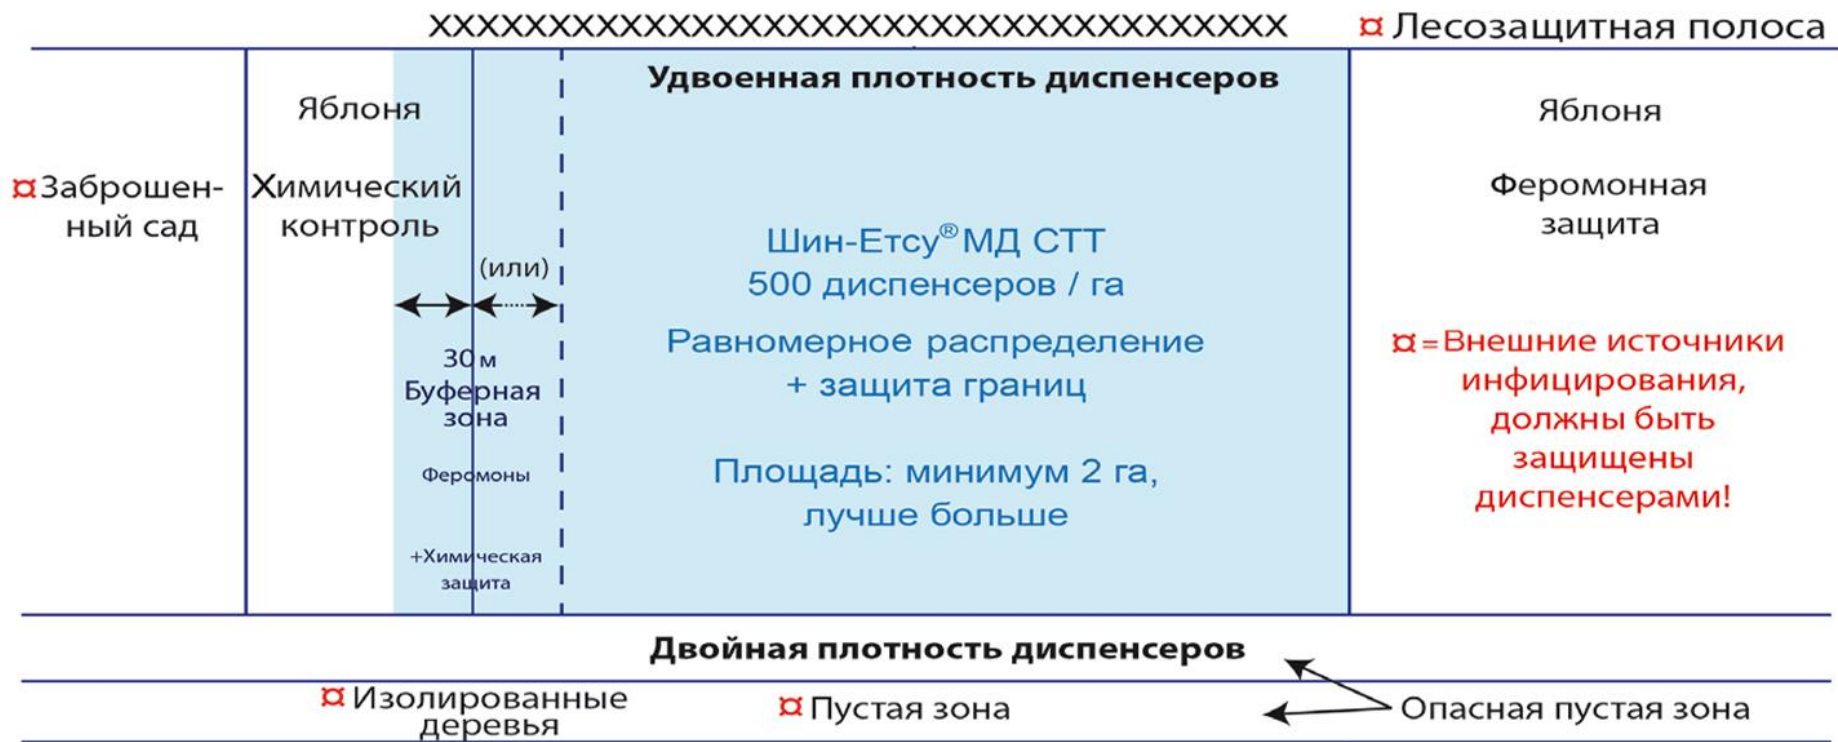 XXXXXXXXXXXXXXXXXXXXXXXXXXXXXXXXXXXX
¤ Лесозащитная полоса
Удвоенная плотность диспенсеров
¤Заброшен-
ный сад
Яблоня
Химический
контроль
(или)
30 м
Буферная
зона
Феромоны
+Химическая
защита
Шин-Етсу® МД СТТ
500 диспенсеров / га
Равномерное распределение
+ защита границ
Площадь: минимум 2 га,
лучше больше
Яблоня
Феромонная
защита
¤ = Внешние источники
инфицирования,
должны быть
защищены
диспенсерами!
Двойная плотность диспенсеров
¤ Изолированные
деревья
¤ Пустая зона
Опасная пустая зона